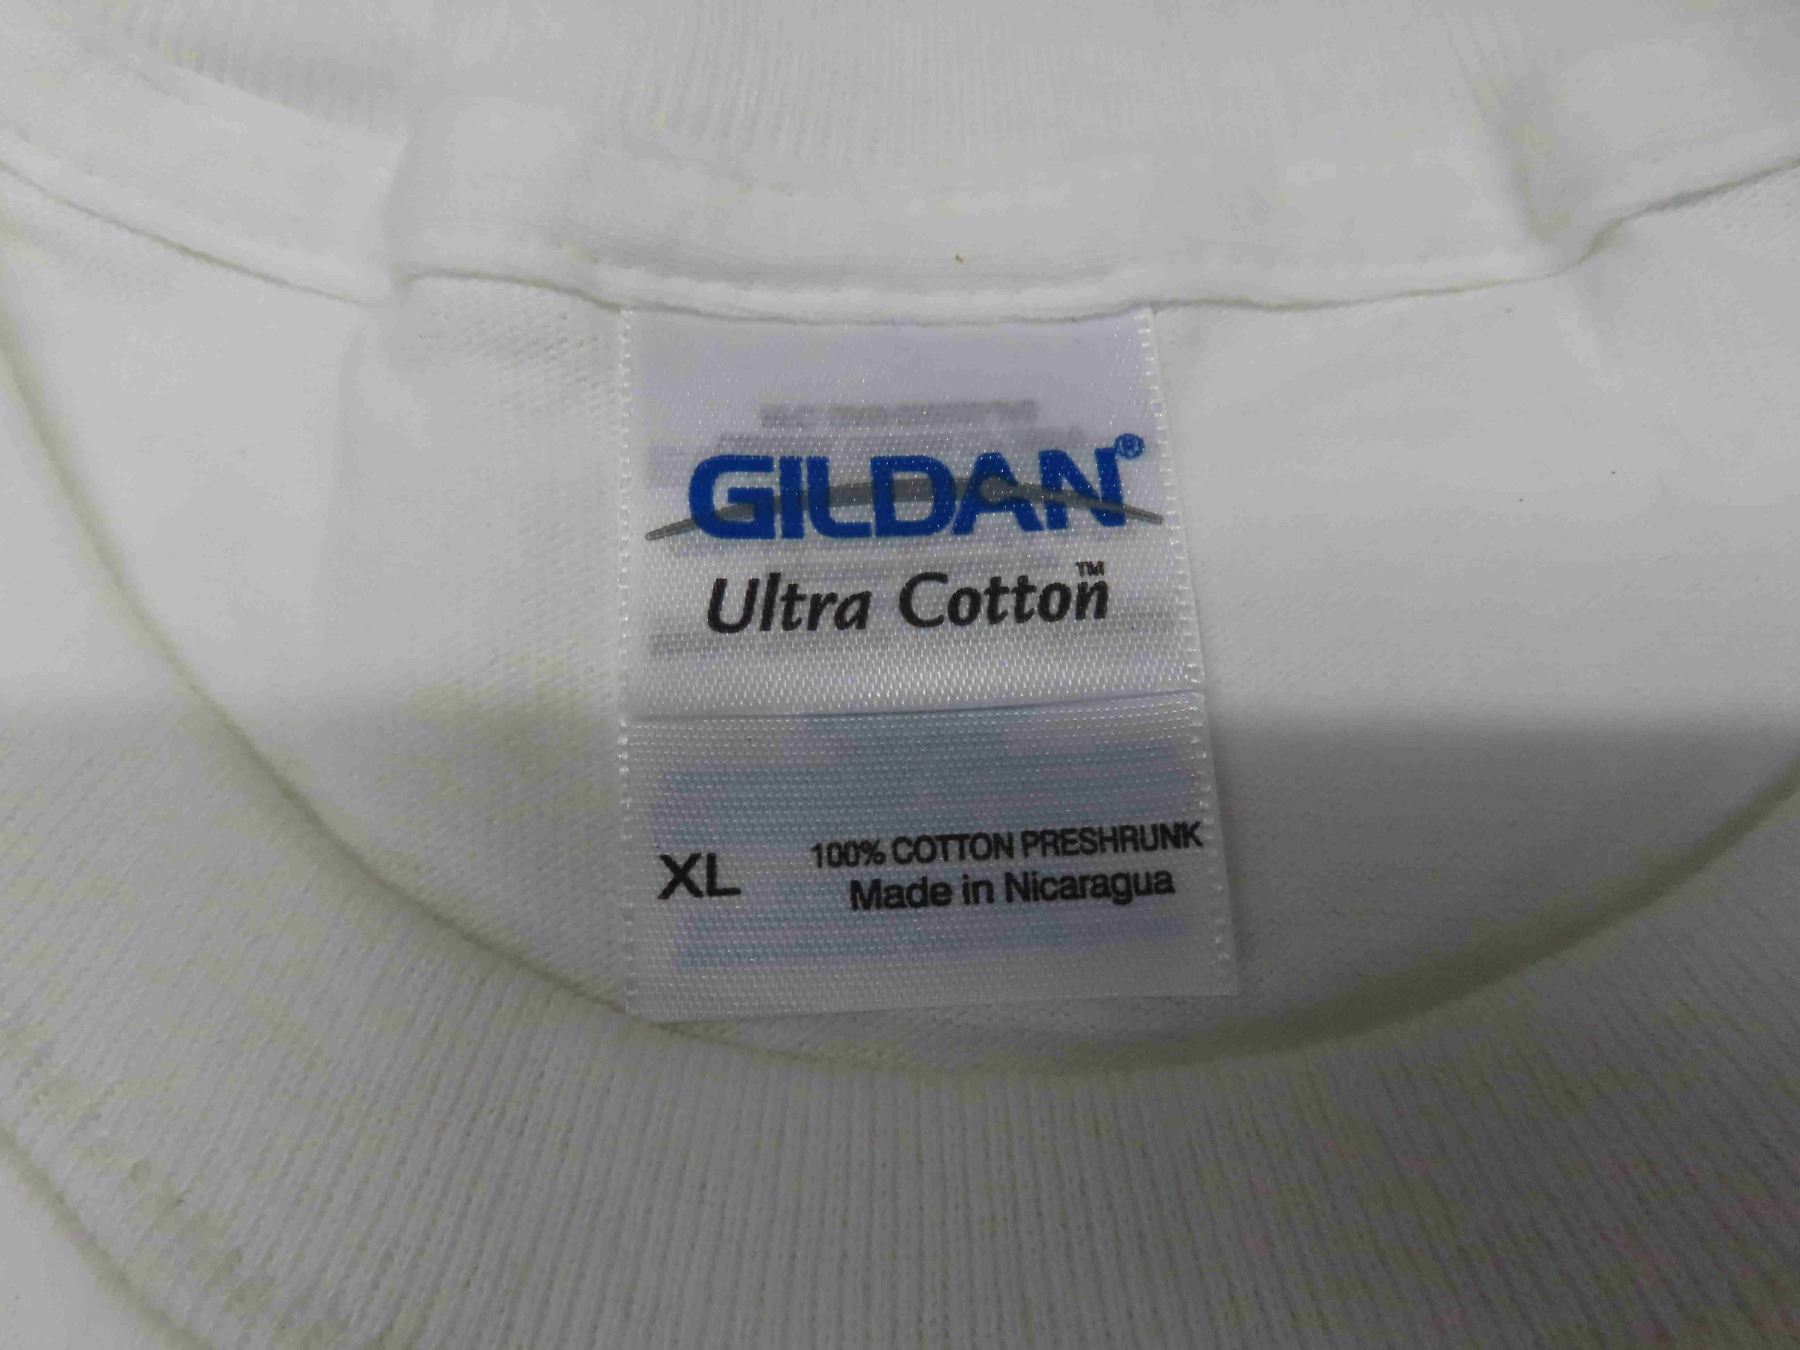 GILDAN®
Ultra Cotton™
XL 100% COTTON PRESHRUNK
Made in Nicaragua